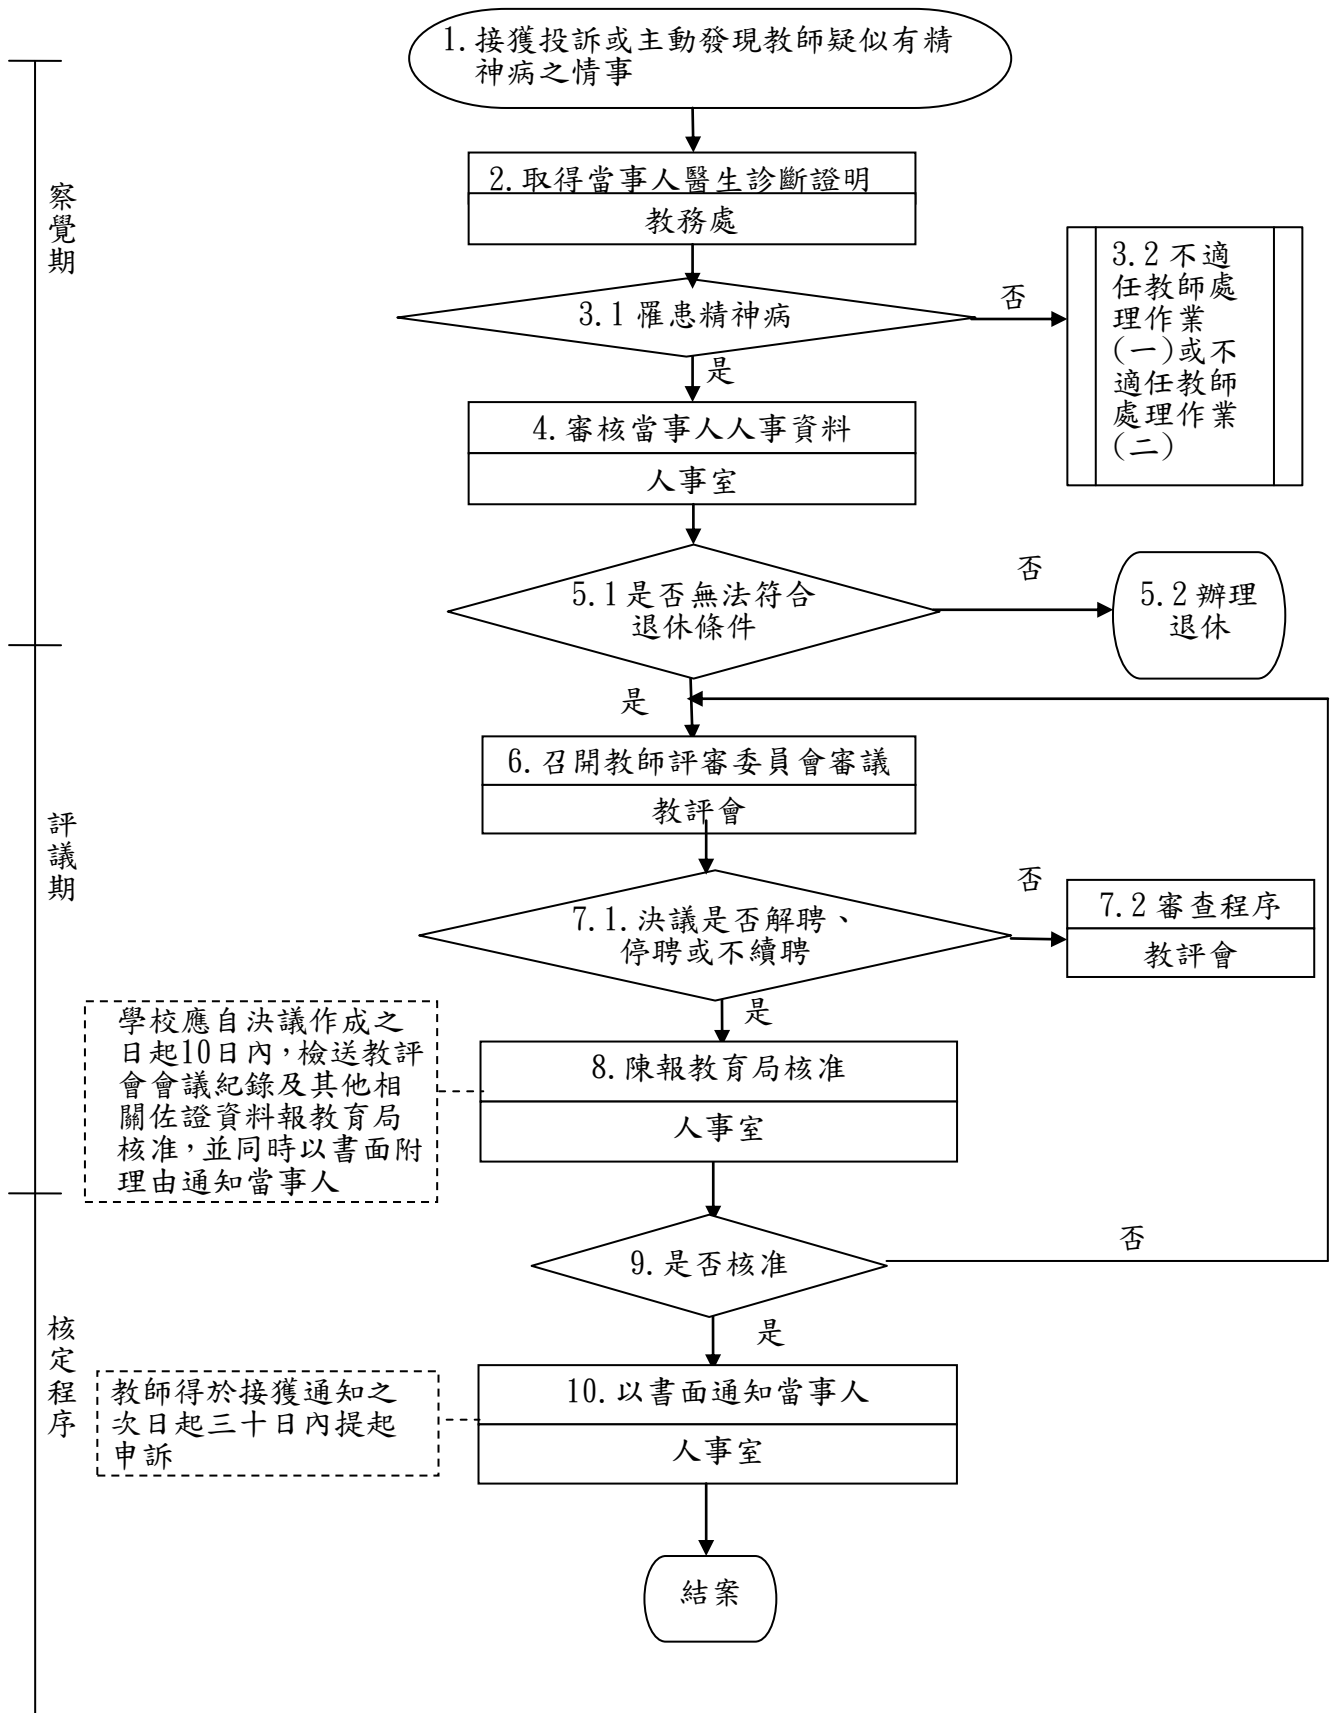 1.接獲投訴或主動發現教師疑似有精
神病之情事
察
覺
期
2.取得當事人醫生診斷證明
教務處
3.1 罹患精神病
否
是
3.2 不適
任教師處
理作業
(一)或不
適任教師
處理作業
(二)
4.審核當事人人事資料
人事室
5.1 是否無法符合
退休條件
否
5.2 辦理
退休
是
評
議
期
6.召開教師評審委員會審議
教評會
7.1.決議是否解聘、
停聘或不續聘
否
7.2 審查程序
教評會
是
學校應自決議作成之
日起10日內，檢送教評
會會議紀錄及其他相
關佐證資料報教育局
核准，並同時以書面附
理由通知當事人
8.陳報教育局核准
人事室
9.是否核准
否
是
核
定
程
序
教師得於接獲通知之
次日起三十日內提起
申訴
10.以書面通知當事人
人事室
結案